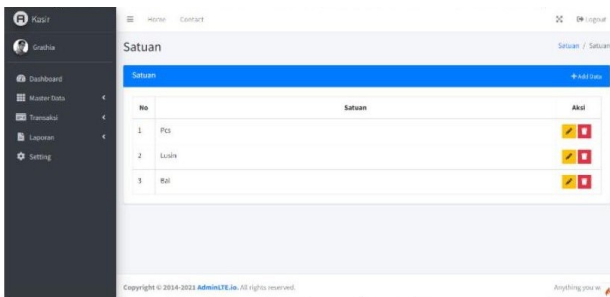 Kasir
Home Contact
Logout
Grathia
Satuan
Satuan / Satuan
Dashboard
Satuan
+ Add Data
Master Data
No Satuan Aksi
Transaksi
1 Pcs
Laporan
2 Lusin
Setting
3 Bal
Copyright © 2014-2021 AdminLTE.io. All rights reserved.
Anything you